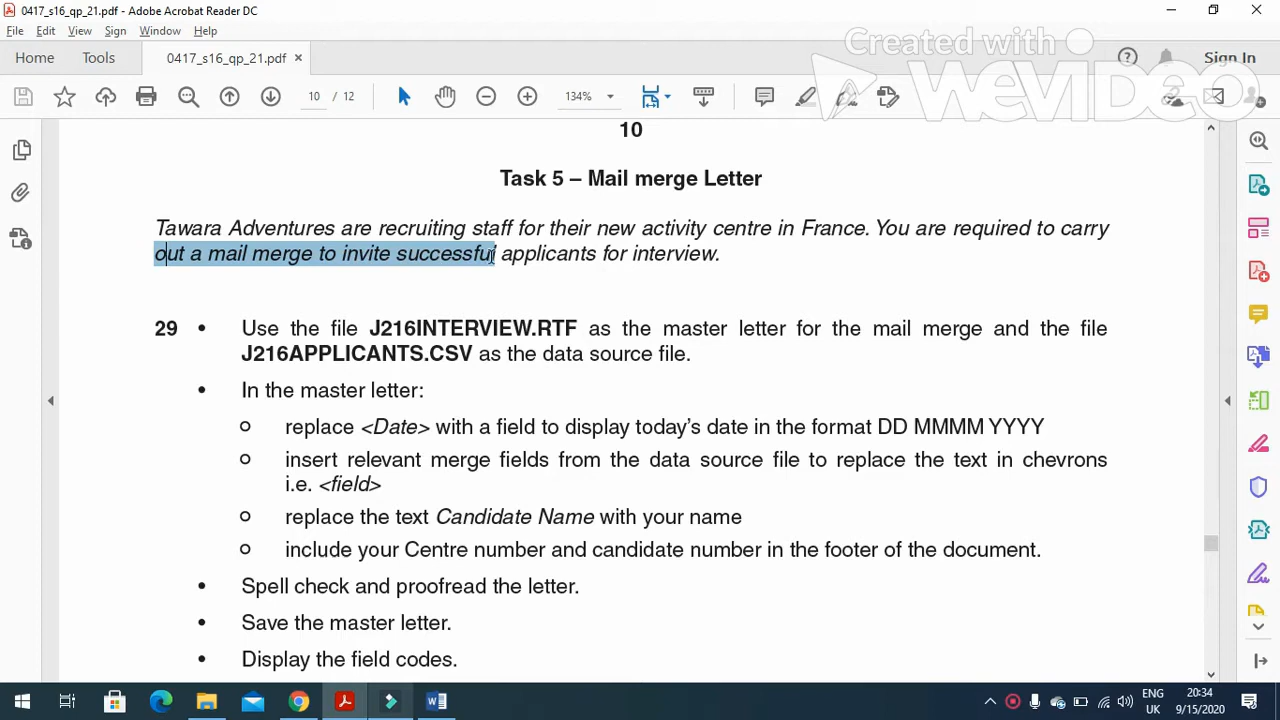 0417_s16_qp_21.pdf - Adobe Acrobat Reader DC
File Edit View Sign Window Help
Home Tools 0417_s16_qp_21.pdf × Sign In
10 / 12 134%
Created with
WeVideo
10
Task 5 – Mail merge Letter
Tawara Adventures are recruiting staff for their new activity centre in France. You are required to carry
out a mail merge to invite successful applicants for interview.
29 • Use the file J216INTERVIEW.RTF as the master letter for the mail merge and the file
J216APPLICANTS.CSV as the data source file.
• In the master letter:
o replace <Date> with a field to display today's date in the format DD MMMM YYYY
o insert relevant merge fields from the data source file to replace the text in chevrons
i.e. <field>
o replace the text Candidate Name with your name
o include your Centre number and candidate number in the footer of the document.
• Spell check and proofread the letter.
• Save the master letter.
• Display the field codes.
ENG 20:34
UK 9/15/2020